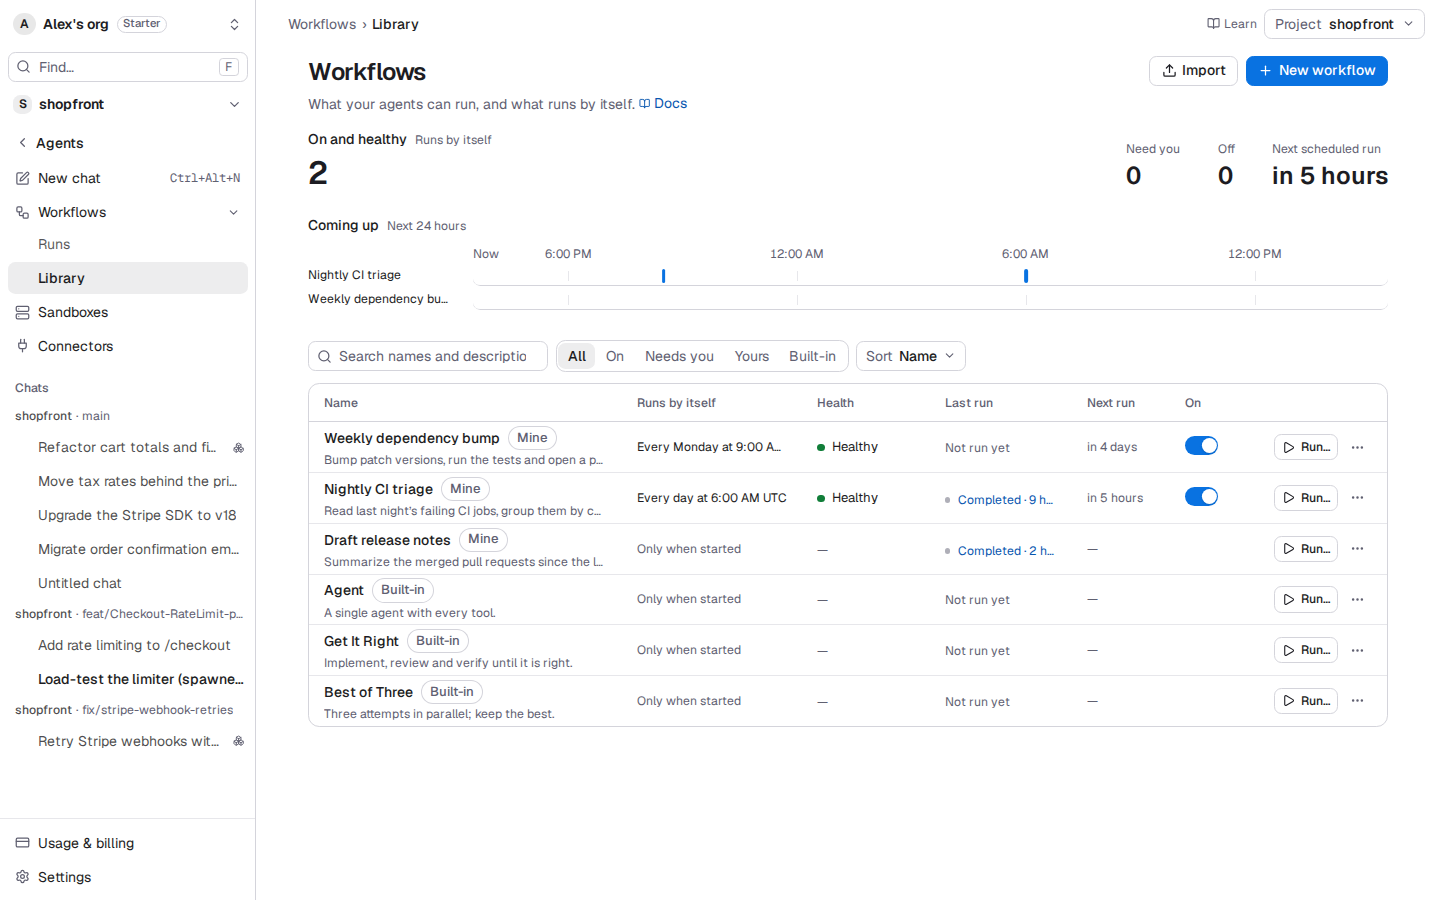 A Alex's org Starter
Find... F
S shopfront
Agents
New chat Ctrl+Alt+N
Workflows
Runs
Library
Sandboxes
Connectors
Chats
shopfront · main
Refactor cart totals and fi...
Move tax rates behind the pri...
Upgrade the Stripe SDK to v18
Migrate order confirmation em...
Untitled chat
shopfront · feat/Checkout-RateLimit-p...
Add rate limiting to /checkout
Load-test the limiter (spawne...
shopfront · fix/stripe-webhook-retries
Retry Stripe webhooks wit...
Usage & billing
Settings
Workflows › Library
Learn
Project shopfront
Workflows
Import
New workflow
What your agents can run, and what runs by itself. Docs
On and healthy Runs by itself
2
Need you
0
Off
0
Next scheduled run
in 5 hours
Coming up Next 24 hours
Now 6:00 PM 12:00 AM 6:00 AM 12:00 PM
Nightly CI triage
Weekly dependency bu...
Search names and descriptio
All On Needs you Yours Built-in
Sort Name
Name Runs by itself Health Last run Next run On
Weekly dependency bump Mine
Bump patch versions, run the tests and open a p...
Every Monday at 9:00 A... Healthy Not run yet in 4 days Run...
Nightly CI triage Mine
Read last night's failing CI jobs, group them by c...
Every day at 6:00 AM UTC Healthy Completed · 9 h... in 5 hours Run...
Draft release notes Mine
Summarize the merged pull requests since the l...
Only when started — Completed · 2 h... — Run...
Agent Built-in
A single agent with every tool.
Only when started — Not run yet — Run...
Get It Right Built-in
Implement, review and verify until it is right.
Only when started — Not run yet — Run...
Best of Three Built-in
Three attempts in parallel; keep the best.
Only when started — Not run yet — Run...